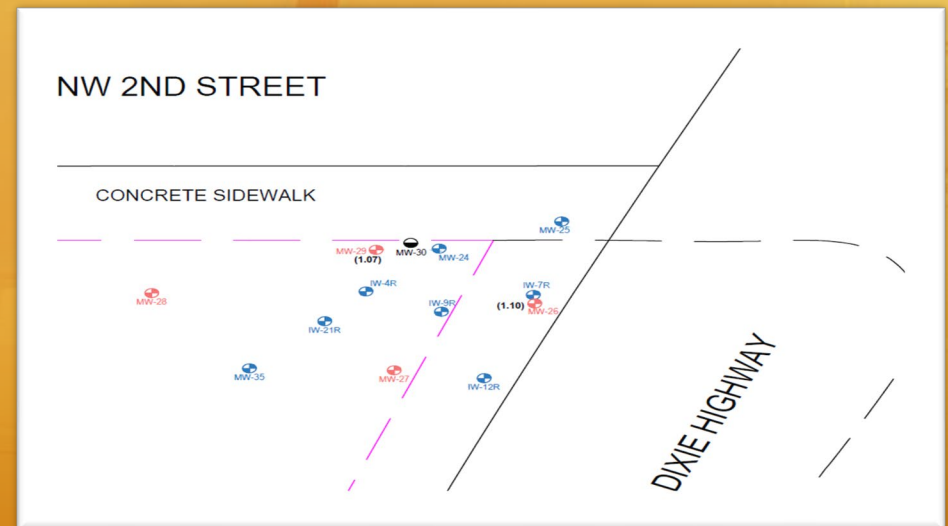 NW 2ND STREET
CONCRETE SIDEWALK
MW-25
MW-29
(1.07)
MW-30
MW-24
MW-28
IW-4R
IW-9R
IW-7R
(1.10)
MW-26
IW-21R
MW-35
MW-27
IW-12R
DIXIE HIGHWAY